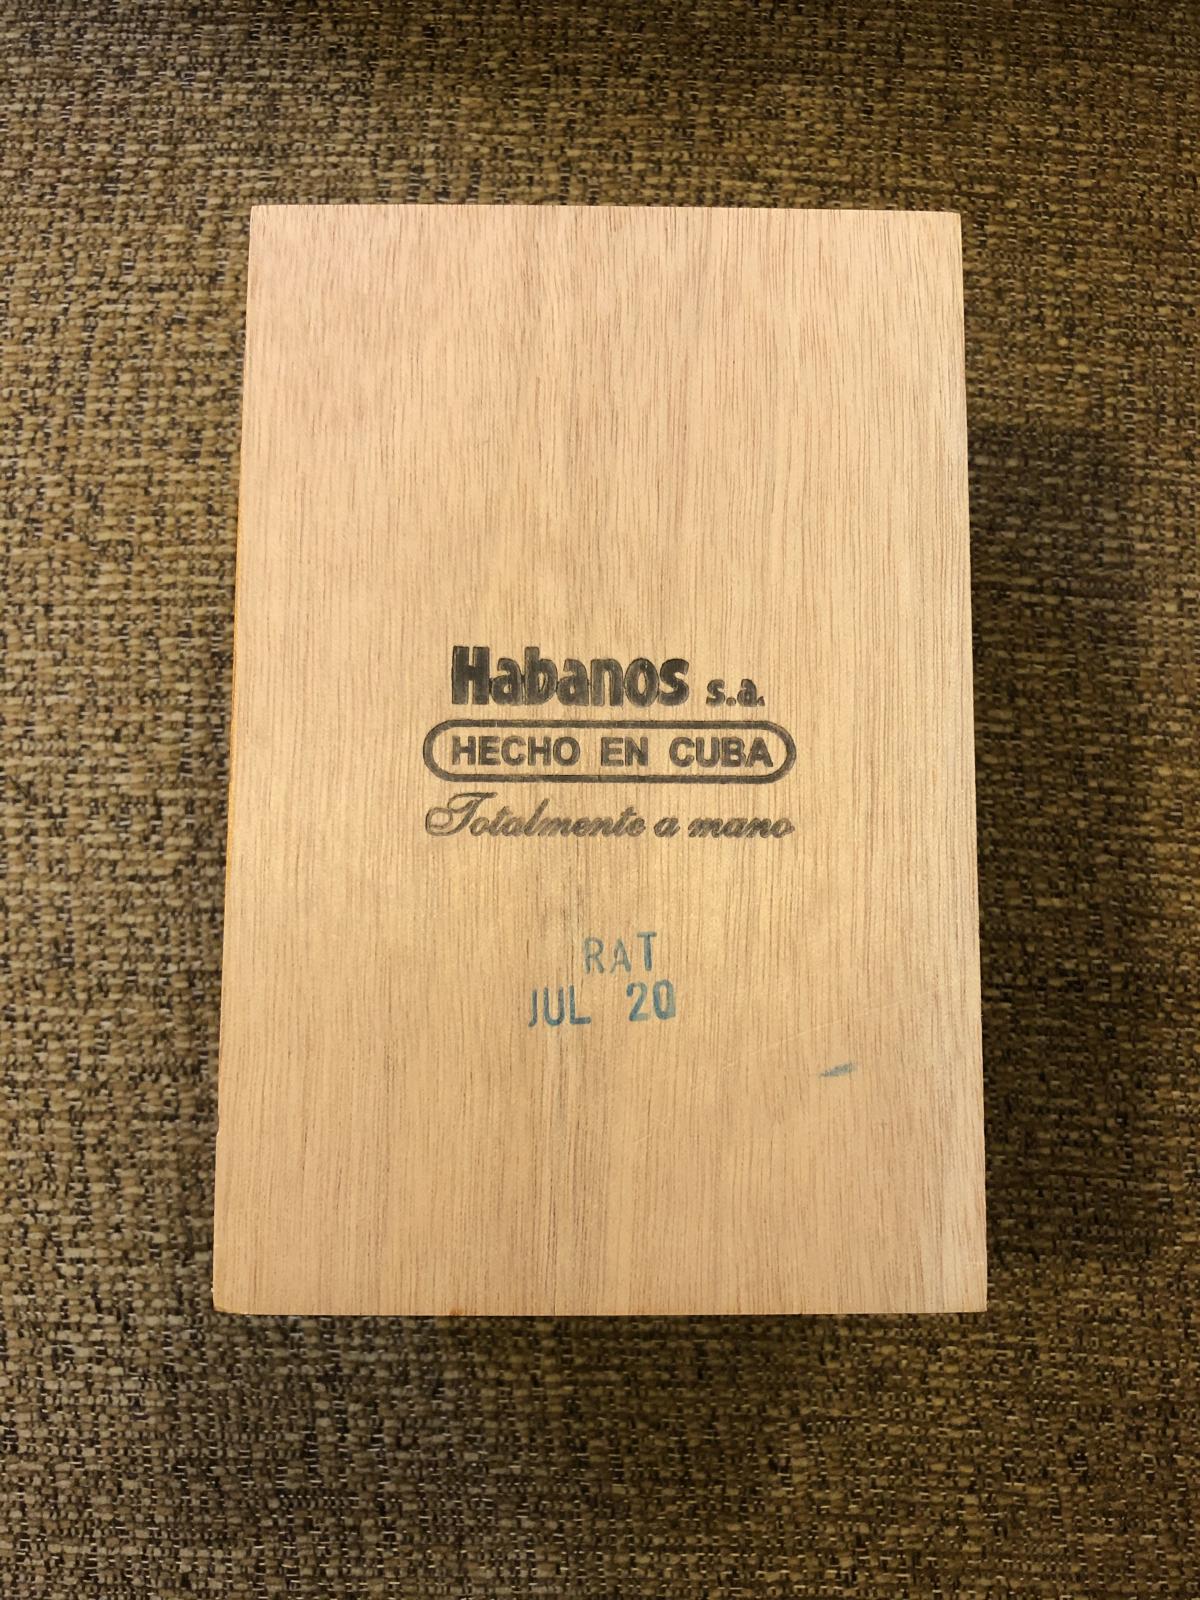 Habanos s.a.
HECHO EN CUBA
Totalmente a mano
RAT
JUL 20